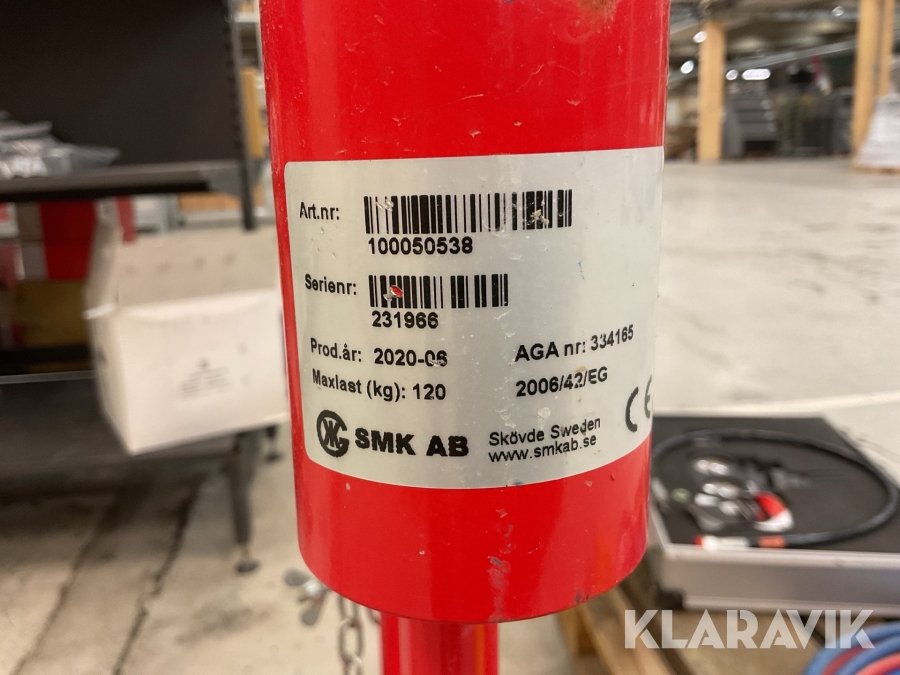 Art.nr:
100050538
Serienr:
231966
Prod.år: 2020-06
AGA nr: 334165
Maxlast (kg): 120
2006/42/EG
CE
SMK AB
Skövde Sweden
www.smkab.se
KLARAVIK